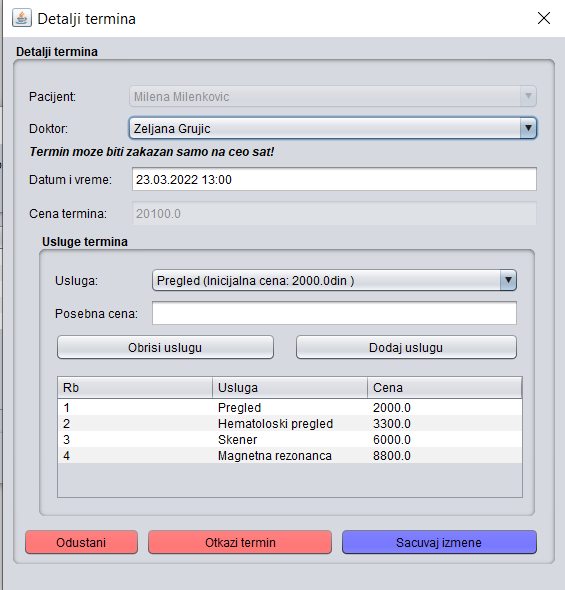 Detalji termina
Detalji termina
Pacijent: Milena Milenkovic
Doktor: Zeljana Grujic
Termin moze biti zakazan samo na ceo sat!
Datum i vreme: 23.03.2022 13:00
Cena termina: 20100.0
Usluge termina
Usluga: Pregled (Inicijalna cena: 2000.0din )
Posebna cena:
Obrisi uslugu Dodaj uslugu
Rb Usluga Cena
1 Pregled 2000.0
2 Hematoloski pregled 3300.0
3 Skener 6000.0
4 Magnetna rezonanca 8800.0
Odustani Otkazi termin Sacuvaj izmene